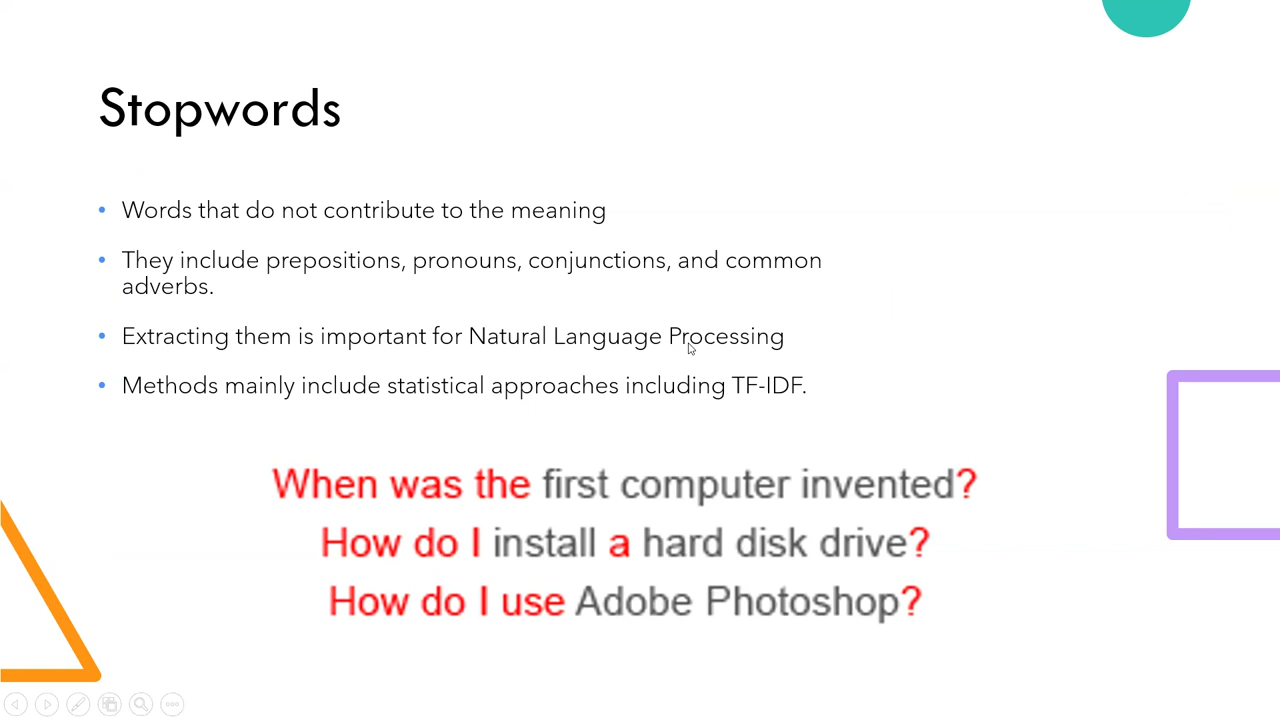 Stopwords
• Words that do not contribute to the meaning
• They include prepositions, pronouns, conjunctions, and common
adverbs.
• Extracting them is important for Natural Language Processing
• Methods mainly include statistical approaches including TF-IDF.
When was the first computer invented?
How do I install a hard disk drive?
How do I use Adobe Photoshop?